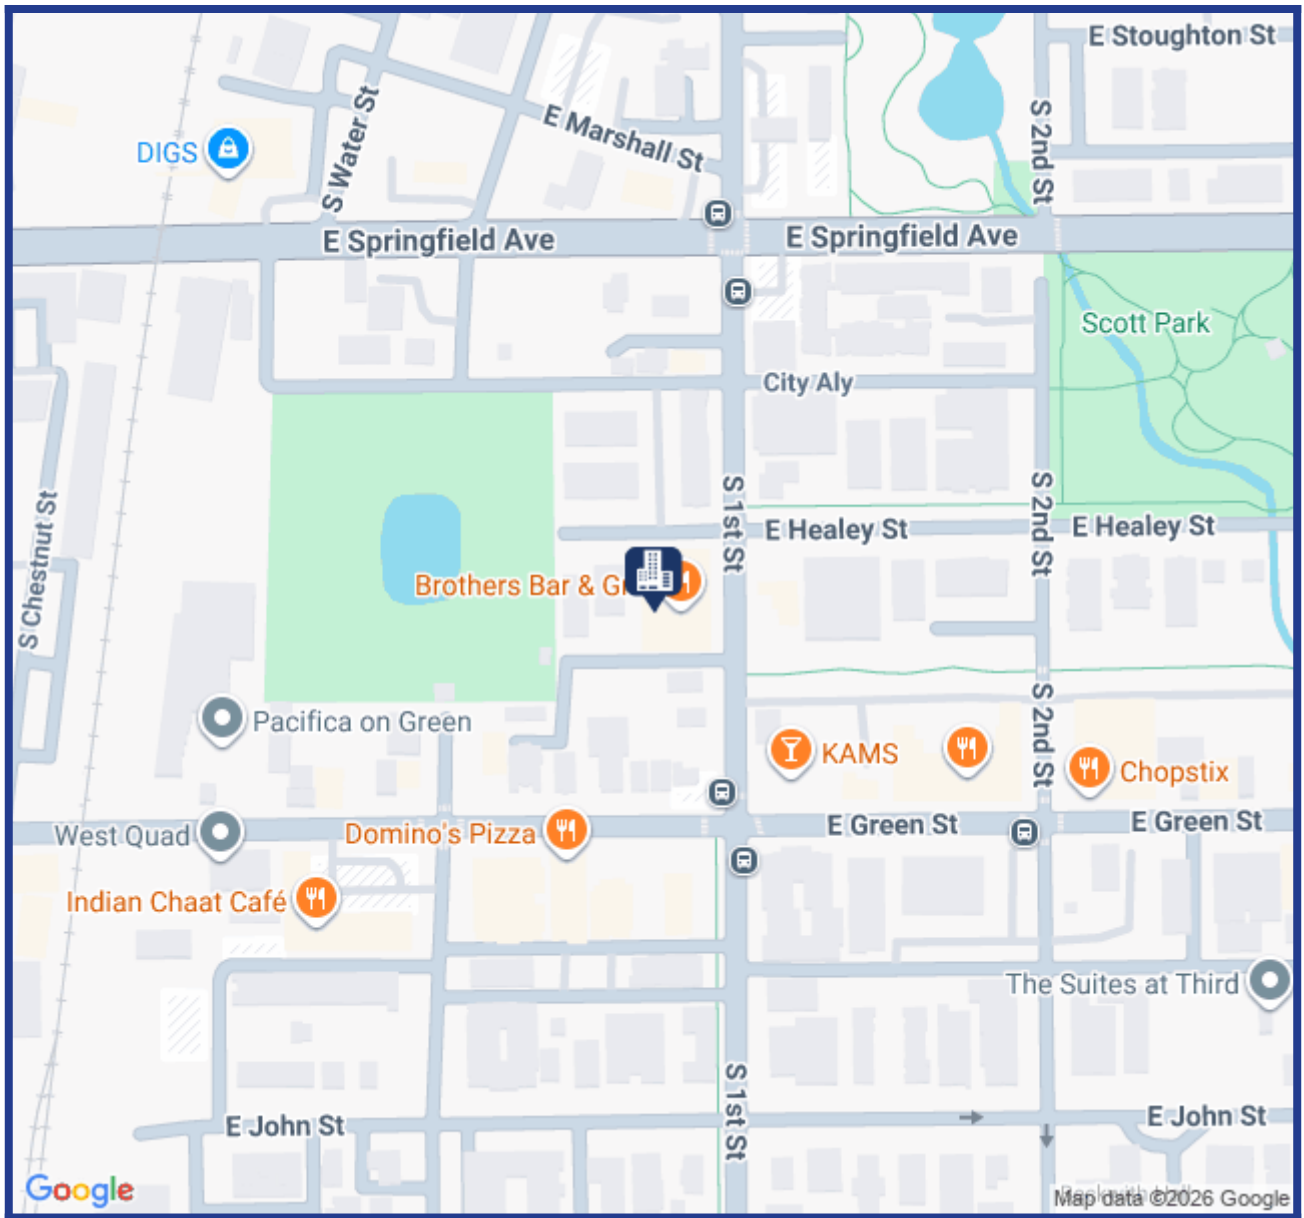 E Stoughton St
S 2nd St
E Marshall St
S Water St
DIGS
E Springfield Ave
E Springfield Ave
Scott Park
City Aly
S 1st St
S 2nd St
S Chestnut St
E Healey St
E Healey St
Brothers Bar & Gr
Pacifica on Green
S 2nd St
KAMS
Chopstix
West Quad
Domino's Pizza
E Green St
E Green St
Indian Chaat Café
The Suites at Third
S 1st St
E John St
E John St
Google
Map data ©2026 Google